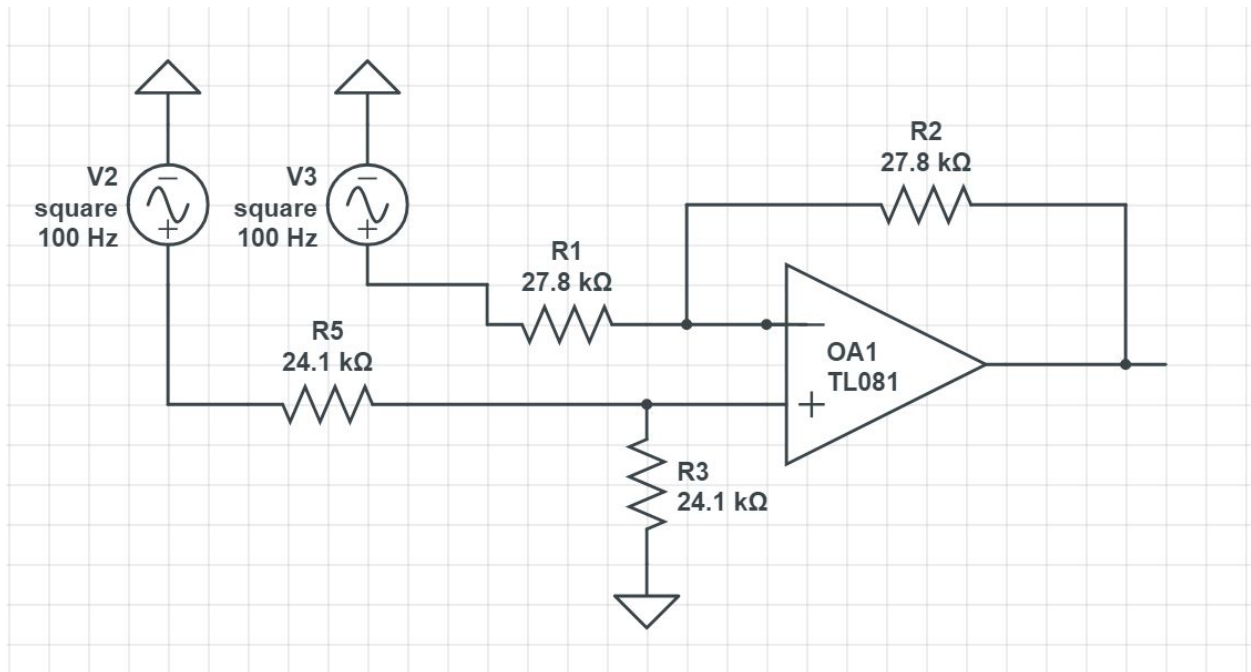 V2
square
100 Hz
V3
square
100 Hz
R1
27.8 kΩ
R2
27.8 kΩ
R5
24.1 kΩ
OA1
TL081
R3
24.1 kΩ